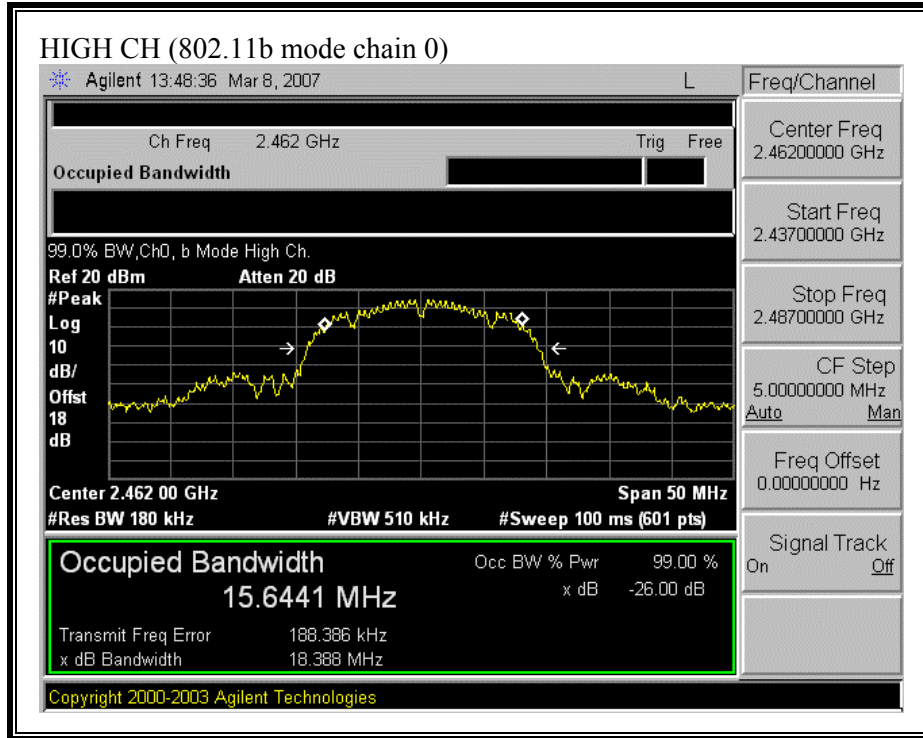 HIGH CH (802.11b mode chain 0)
Agilent 13:48:36 Mar 8, 2007 L
Freq/Channel
Ch Freq 2.462 GHz Trig Free
Occupied Bandwidth
Center Freq
2.46200000 GHz
Start Freq
2.43700000 GHz
99.0% BW,Ch0, b Mode High Ch.
Ref 20 dBm Atten 20 dB
#Peak
Log
10
dB/
Offst
18
dB
Stop Freq
2.48700000 GHz
CF Step
5.00000000 MHz
Auto Man
Freq Offset
0.00000000 Hz
Center 2.462 00 GHz Span 50 MHz
#Res BW 180 kHz #VBW 510 kHz #Sweep 100 ms (601 pts)
Signal Track
On Off
Occupied Bandwidth
15.6441 MHz
Occ BW % Pwr 99.00 %
x dB -26.00 dB
Transmit Freq Error 188.386 kHz
x dB Bandwidth 18.388 MHz
Copyright 2000-2003 Agilent Technologies